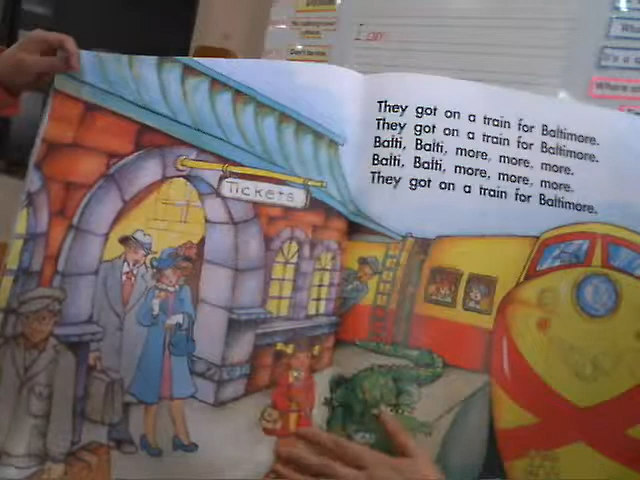 They got on a train for Baltimore.
They got on a train for Baltimore.
Balti, Balti, more, more, more.
Balti, Balti, more, more, more.
They got on a train for Baltimore.
Tickets